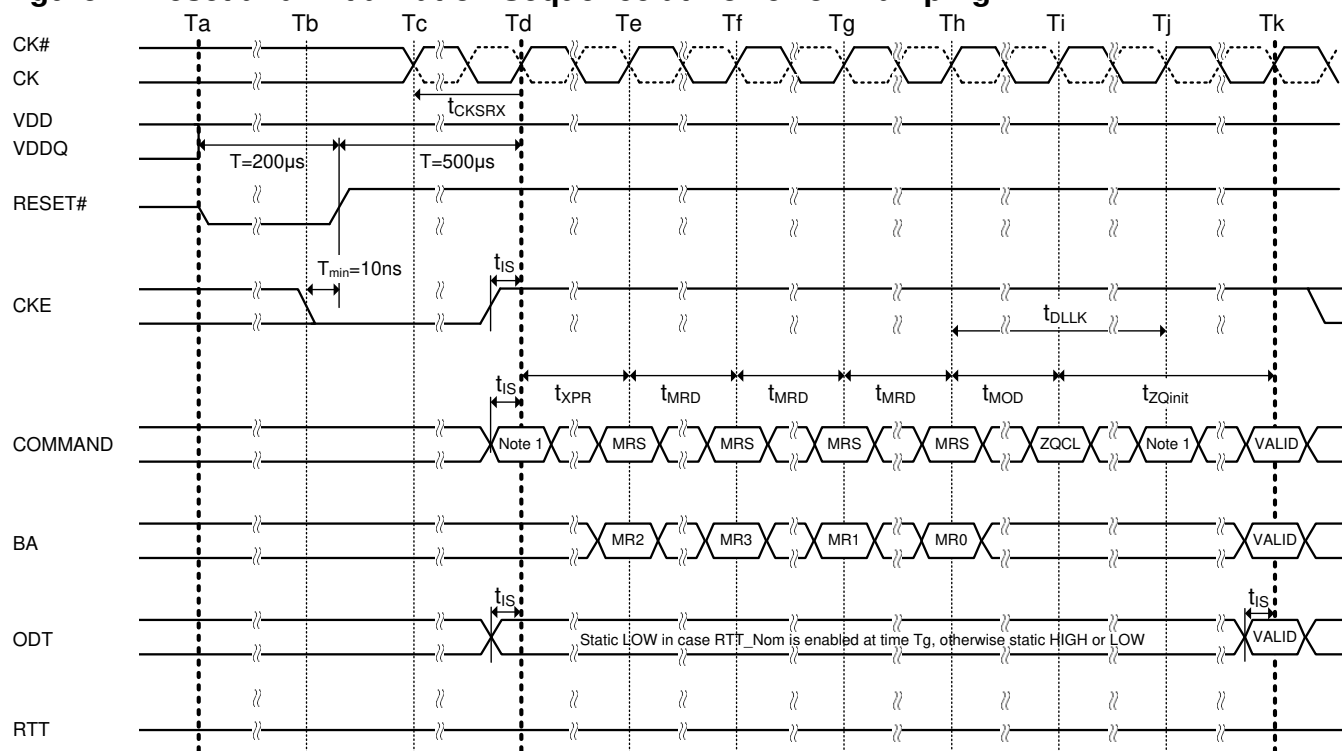 Ta Tb Tc Td Te Tf Tg Th Ti Tj Tk
CK#
CK
tCKSRX
VDD
VDDQ
T=200µs
T=500µs
RESET#
Tmin=10ns
tIS
CKE
tDLLK
tIS tXPR tMRD tMRD tMRD tMOD tZQinit
COMMAND
Note 1 MRS MRS MRS MRS ZQCL Note 1 VALID
BA
MR2 MR3 MR1 MR0 VALID
tIS tIS
ODT
Static LOW in case RTT_Nom is enabled at time Tg, otherwise static HIGH or LOW
VALID
RTT